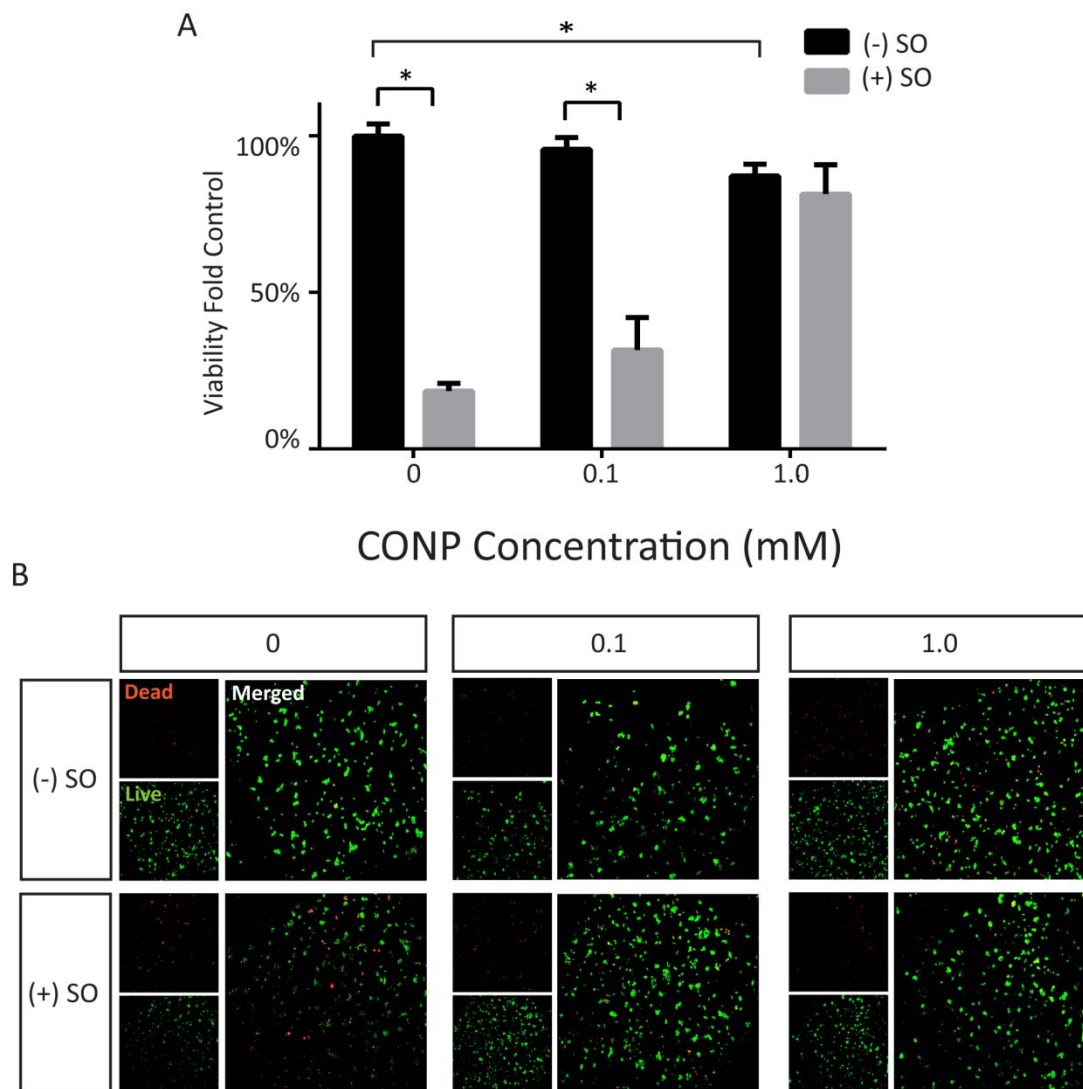 A
*
(-) SO
(+) SO
*
*
Viability Fold Control
100%
50%
0%
0
0.1
1.0
CONP Concentration (mM)
B
0
0.1
1.0
(-) SO
Dead
Merged
Live
(+) SO